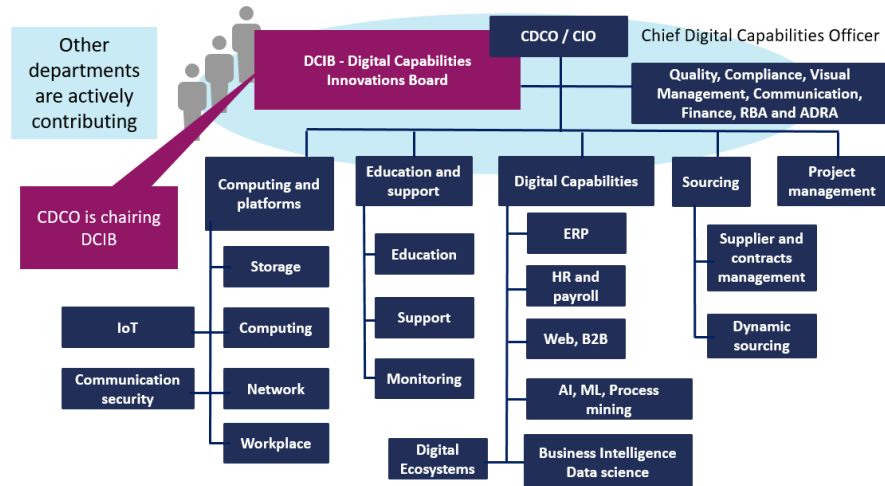 Other
departments
are actively
contributing
DCIB - Digital Capabilities
Innovations Board
CDCO / CIO
Chief Digital Capabilities Officer
Quality, Compliance, Visual
Management, Communication,
Finance, RBA and ADRA
CDCO is chairing
DCIB
Computing and
platforms
Education and
support
Digital Capabilities
Sourcing
Project
management
Storage
IoT
Computing
Communication
security
Network
Workplace
Education
Support
Monitoring
ERP
HR and
payroll
Web, B2B
AI, ML, Process
mining
Digital
Ecosystems
Business Intelligence
Data science
Supplier and
contracts
management
Dynamic
sourcing